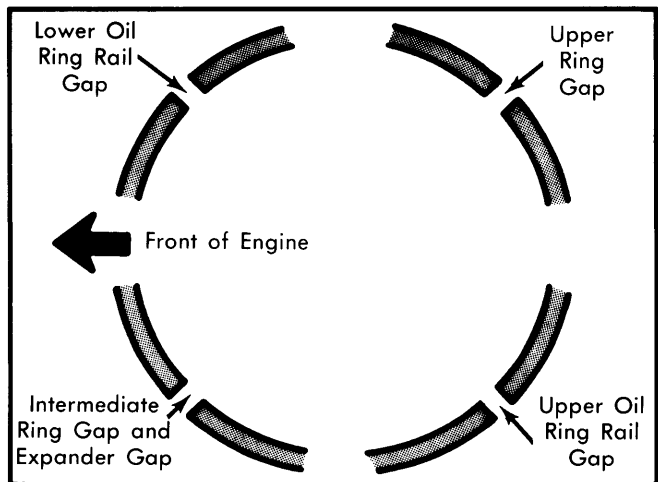 Lower Oil
Ring Rail
Gap
Upper
Ring
Gap
Front of Engine
Intermediate
Ring Gap and
Expander Gap
Upper Oil
Ring Rail
Gap